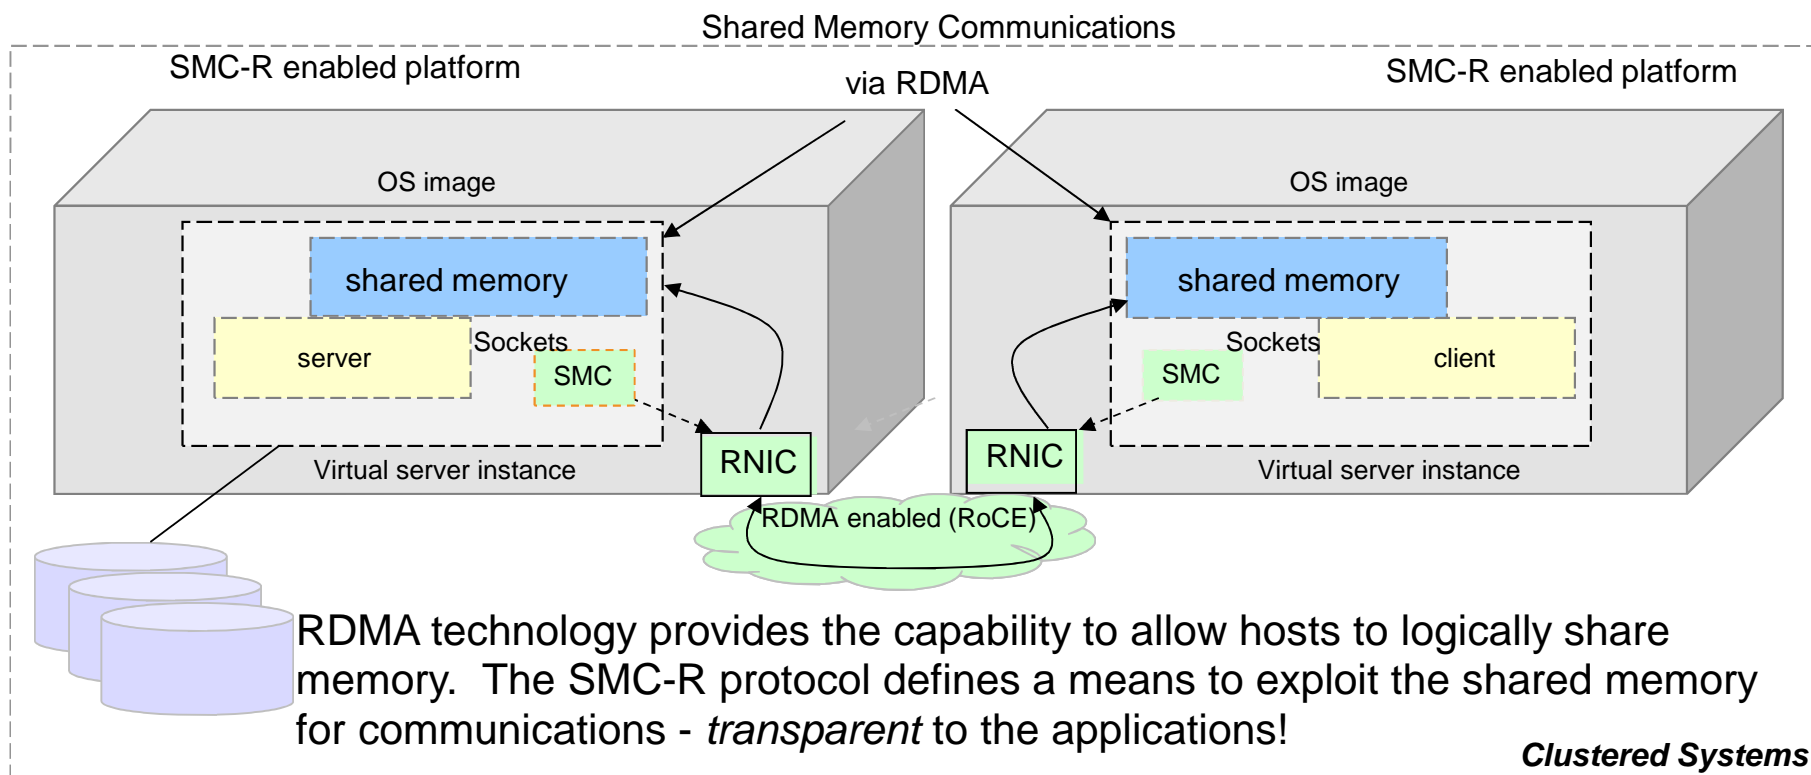 Shared Memory Communications
SMC-R enabled platform
via RDMA
SMC-R enabled platform
OS image
OS image
shared memory
shared memory
Sockets
Sockets
server
client
SMC
SMC
RNIC
RNIC
Virtual server instance
Virtual server instance
RDMA enabled (RoCE)
RDMA technology provides the capability to allow hosts to logically share
memory. The SMC-R protocol defines a means to exploit the shared memory
for communications - transparent to the applications!
Clustered Systems